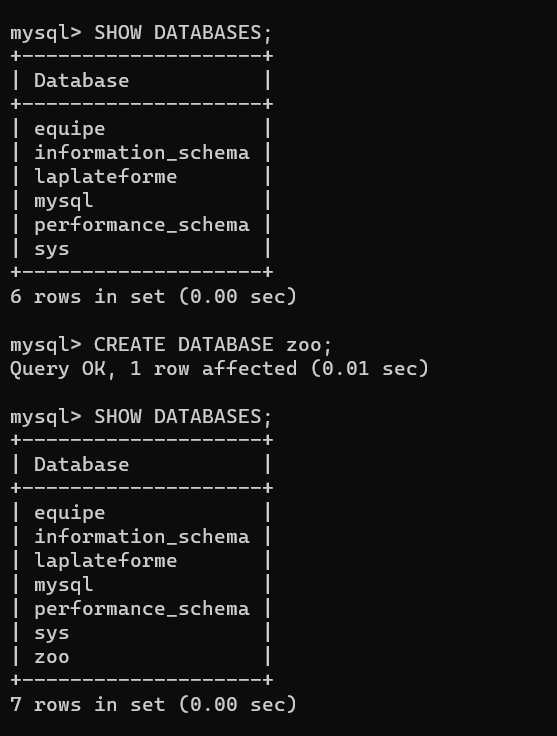 mysql> SHOW DATABASES;
+--------------------+
| Database           |
+--------------------+
| equipe             |
| information_schema |
| laplateforme       |
| mysql              |
| performance_schema |
| sys                |
+--------------------+
6 rows in set (0.00 sec)

mysql> CREATE DATABASE zoo;
Query OK, 1 row affected (0.01 sec)

mysql> SHOW DATABASES;
+--------------------+
| Database           |
+--------------------+
| equipe             |
| information_schema |
| laplateforme       |
| mysql              |
| performance_schema |
| sys                |
| zoo                |
+--------------------+
7 rows in set (0.00 sec)